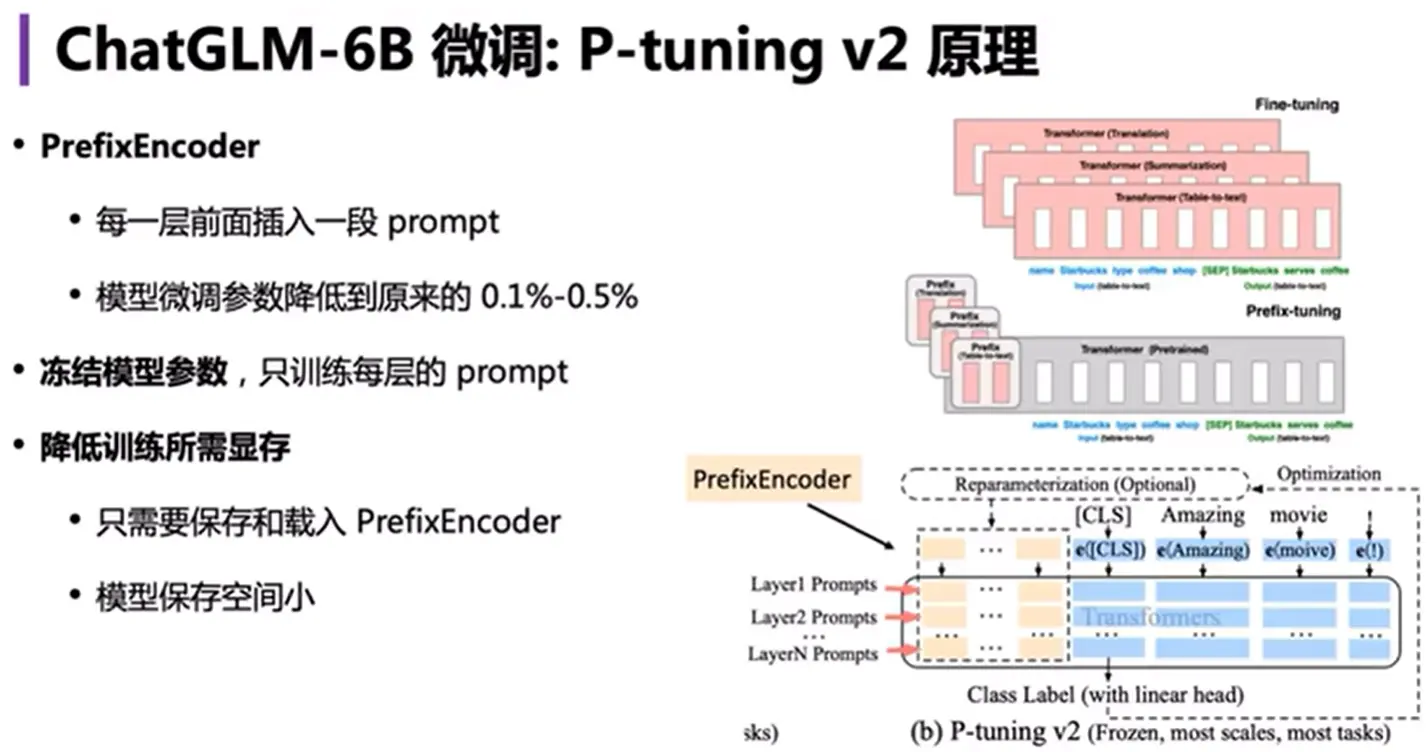 ChatGLM-6B 微调: P-tuning v2 原理
• PrefixEncoder
• 每一层前面插入一段 prompt
• 模型微调参数降低到原来的 0.1%-0.5%
• 冻结模型参数，只训练每层的 prompt
• 降低训练所需显存
• 只需要保存和载入 PrefixEncoder
• 模型保存空间小
Fine-tuning
Transformer (Translation)
Transformer (Summarization)
Transformer (Table-to-text)
name Starbucks type coffee shop [SEP] Starbucks serves coffee
Input (table-to-text) Output (table-to-text)
Prefix-tuning
Prefix
(Translation)
Prefix
(Summarization)
Prefix
(Table-to-text)
Transformer (Pretrained)
name Starbucks type coffee shop [SEP] Starbucks serves coffee
Input (table-to-text) Output (table-to-text)
PrefixEncoder
Reparameterization (Optional)
Optimization
[CLS] Amazing movie !
... e([CLS]) e(Amazing) e(moive) e(!)
Layer1 Prompts ...
Layer2 Prompts ... Transformers
... ... ... ... ... ... ...
LayerN Prompts ...
Class Label (with linear head)
sks) (b) P-tuning v2 (Frozen, most scales, most tasks)